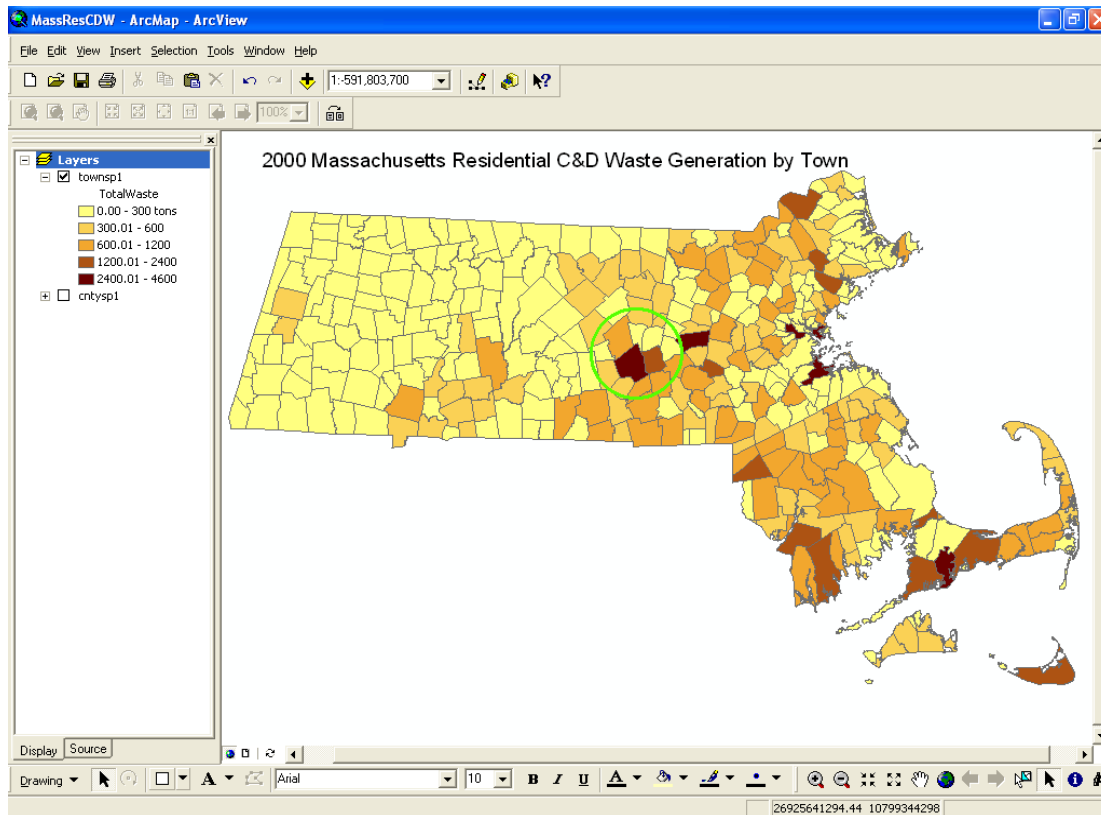 MassResCDW - ArcMap - ArcView
File Edit View Insert Selection Tools Window Help
1:-591,803,700
100%
Layers
townsp1
TotalWaste
0.00 - 300 tons
300.01 - 600
600.01 - 1200
1200.01 - 2400
2400.01 - 4600
cntysp1
2000 Massachusetts Residential C&D Waste Generation by Town
Display Source
Drawing A Arial 10 B I U A
26925641294.44 10799344298